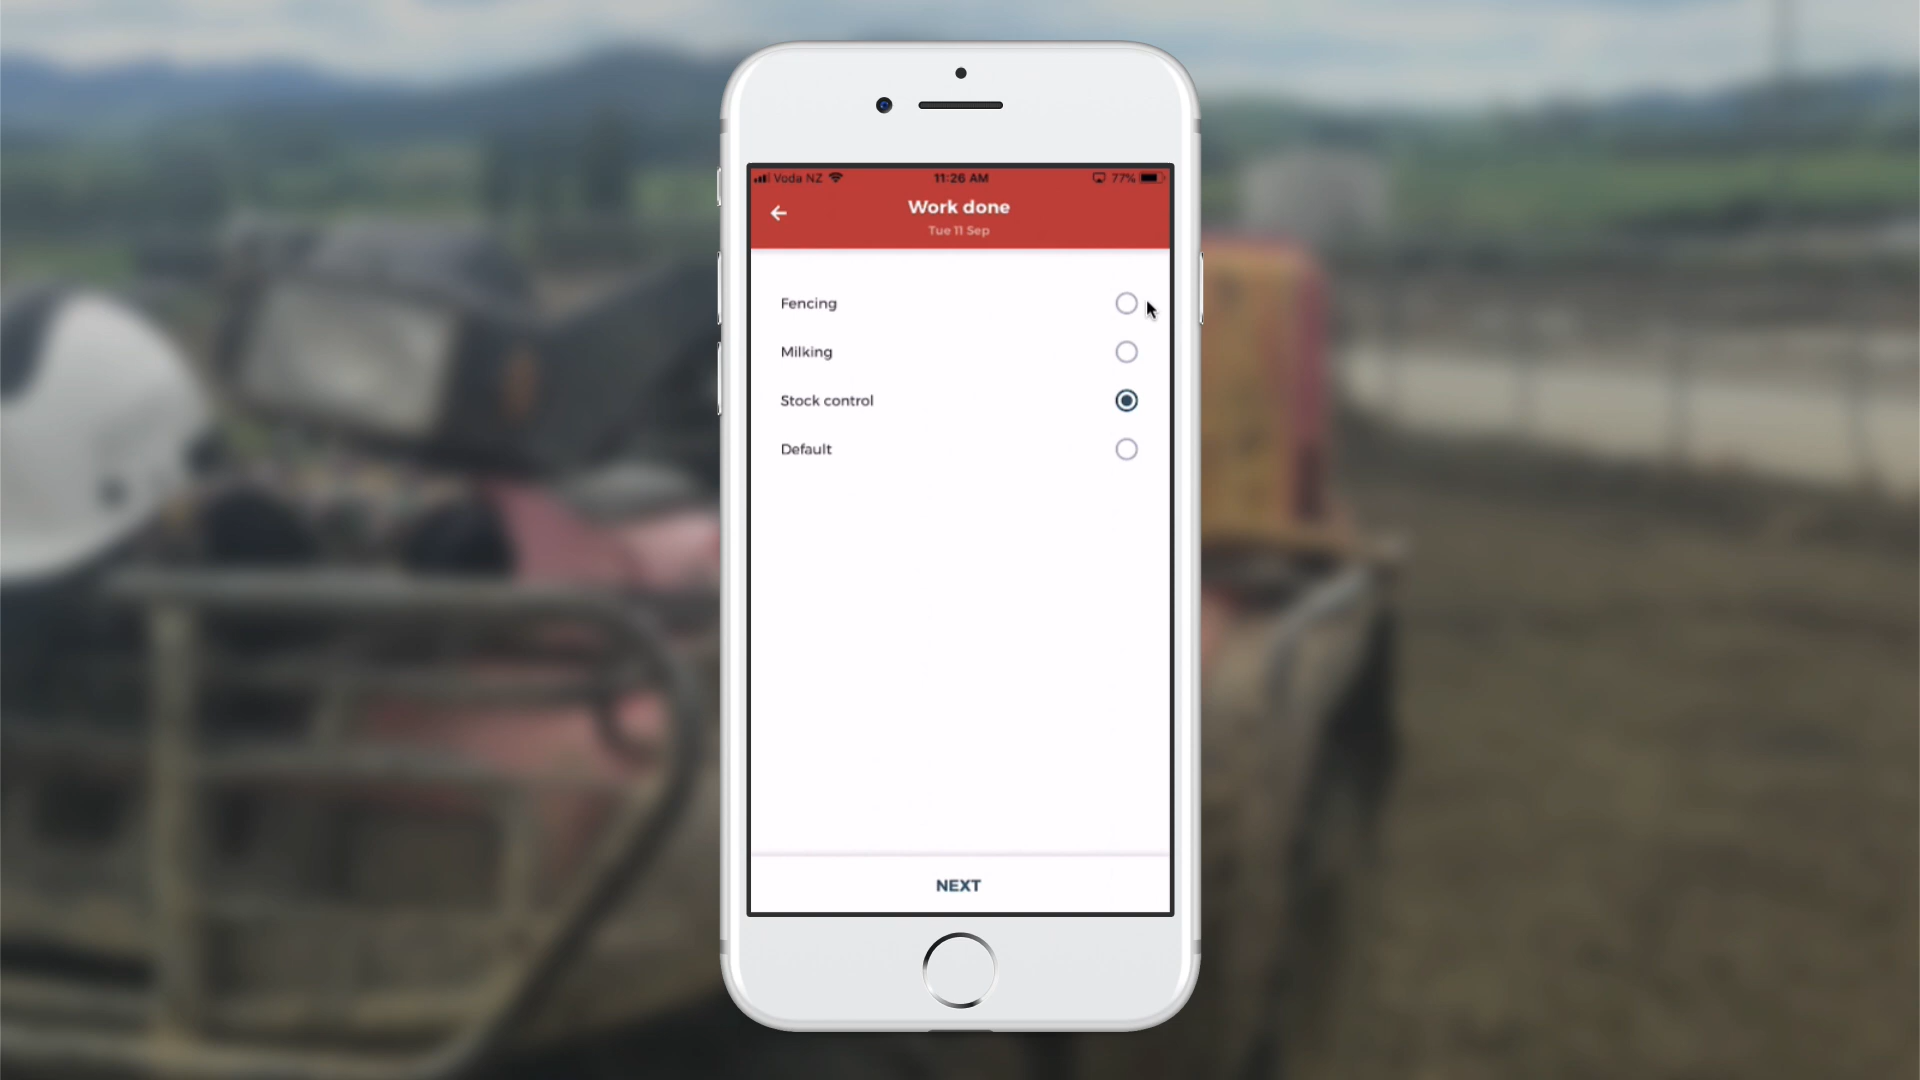 Voda NZ
11:26 AM
77%
Work done
Tue 11 Sep
Fencing
Milking
Stock control
Default
NEXT